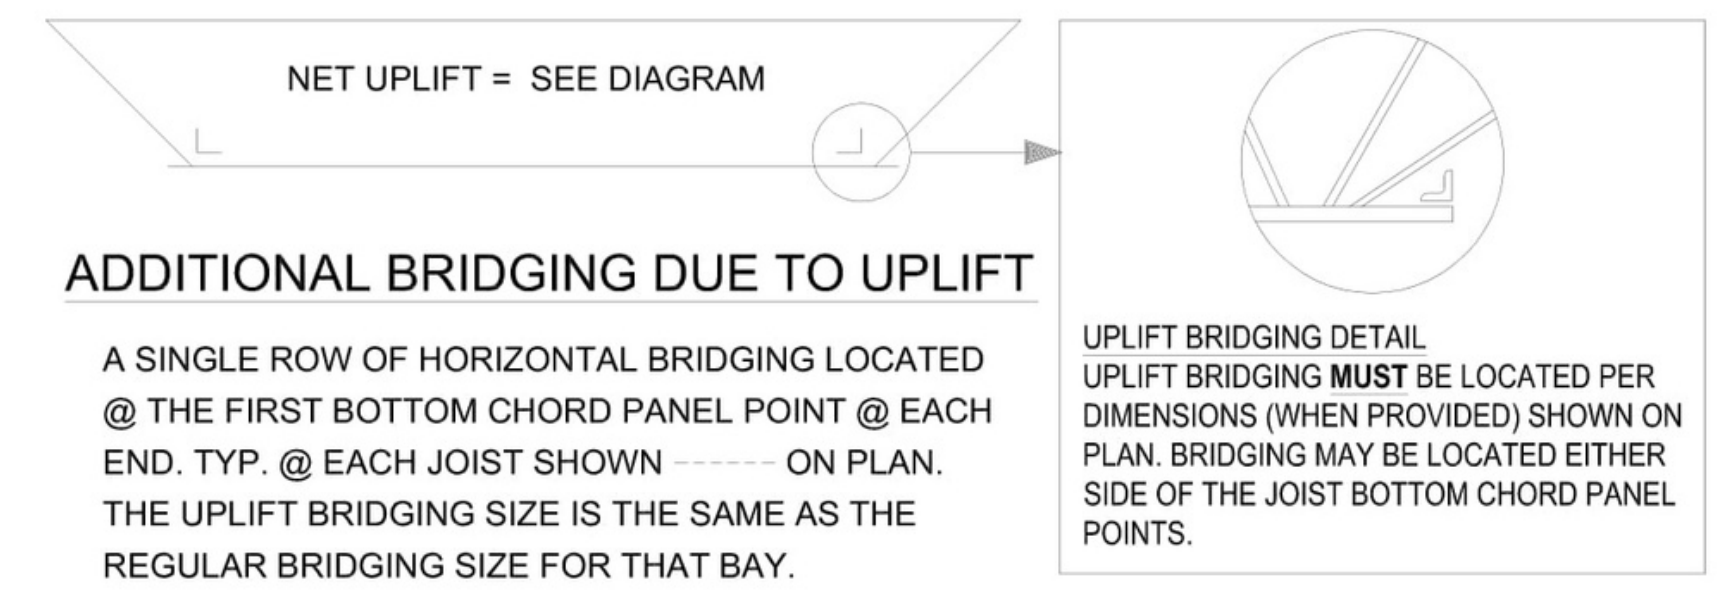 NET UPLIFT = SEE DIAGRAM
ADDITIONAL BRIDGING DUE TO UPLIFT
A SINGLE ROW OF HORIZONTAL BRIDGING LOCATED
@ THE FIRST BOTTOM CHORD PANEL POINT @ EACH
END. TYP. @ EACH JOIST SHOWN ------ ON PLAN.
THE UPLIFT BRIDGING SIZE IS THE SAME AS THE
REGULAR BRIDGING SIZE FOR THAT BAY.
UPLIFT BRIDGING DETAIL
UPLIFT BRIDGING MUST BE LOCATED PER
DIMENSIONS (WHEN PROVIDED) SHOWN ON
PLAN. BRIDGING MAY BE LOCATED EITHER
SIDE OF THE JOIST BOTTOM CHORD PANEL
POINTS.